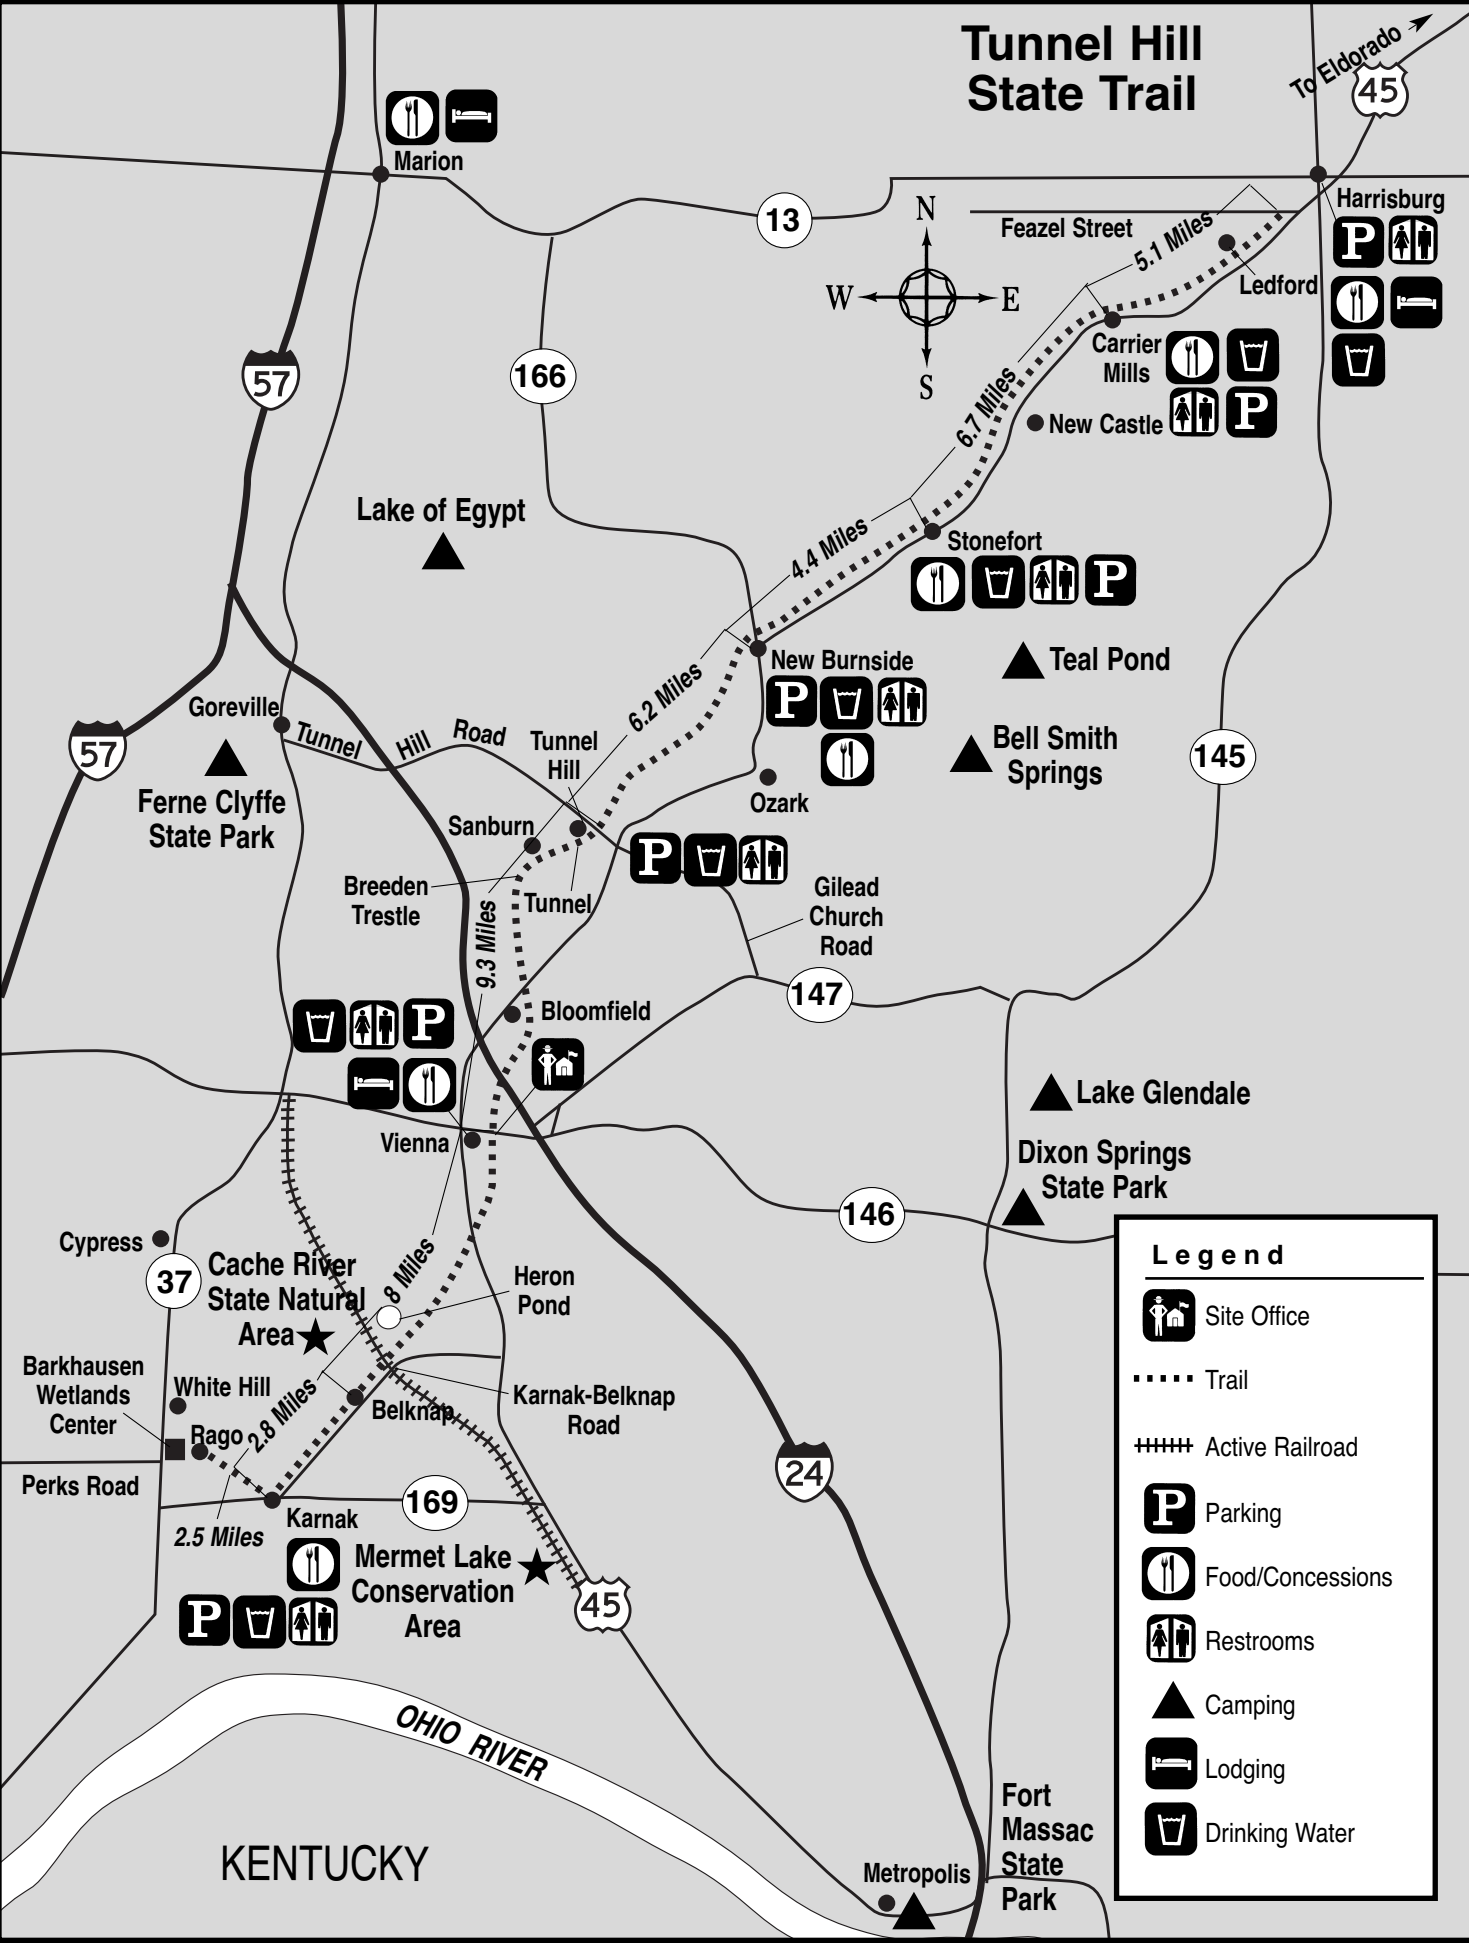 Tunnel Hill
State Trail
To Eldorado
45
Marion
13
Harrisburg
P
N
W
E
S
Feazel Street
5.1 Miles
Ledford
57
166
Carrier
Mills
P
6.7 Miles
New Castle
Lake of Egypt
4.4 Miles
Stonefort
P
Teal Pond
New Burnside
P
6.2 Miles
Goreville
57
Tunnel Hill Road
Tunnel
Hill
Bell Smith
Springs
145
Ferne Clyffe
State Park
Ozark
Sanburn
P
Breeden
Trestle
Tunnel
Gilead
Church
Road
9.3 Miles
147
P
Bloomfield
Lake Glendale
Vienna
Dixon Springs
State Park
146
Cypress
37
Cache River
State Natural
Area
8 Miles
Heron
Pond
Barkhausen
Wetlands
Center
White Hill
Rago
2.8 Miles
Belknap
Karnak-Belknap
Road
24
Perks Road
169
2.5 Miles
Karnak
P
Mermet Lake
Conservation
Area
45
OHIO RIVER
KENTUCKY
Metropolis
Fort
Massac
State
Park
Legend
Site Office
Trail
Active Railroad
P
Parking
Food/Concessions
Restrooms
Camping
Lodging
Drinking Water